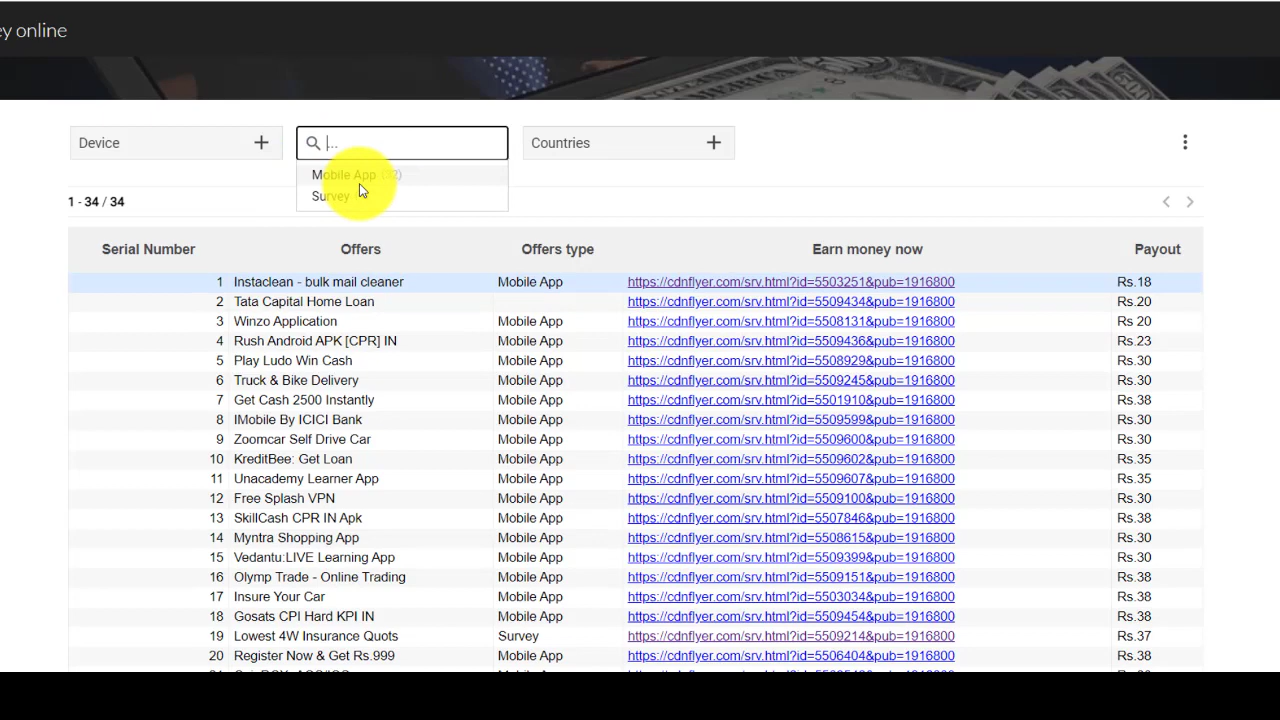 ey online
Device + ... Countries +
Mobile App
Survey
1 - 34 / 34
Serial Number Offers Offers type Earn money now Payout
1 Instaclean - bulk mail cleaner Mobile App https://cdnflyer.com/srv.html?id=5503251&pub=1916800 Rs.18
2 Tata Capital Home Loan https://cdnflyer.com/srv.html?id=5509434&pub=1916800 Rs.20
3 Winzo Application Mobile App https://cdnflyer.com/srv.html?id=5508131&pub=1916800 Rs 20
4 Rush Android APK [CPR] IN Mobile App https://cdnflyer.com/srv.html?id=5509436&pub=1916800 Rs.23
5 Play Ludo Win Cash Mobile App https://cdnflyer.com/srv.html?id=5508929&pub=1916800 Rs.30
6 Truck & Bike Delivery Mobile App https://cdnflyer.com/srv.html?id=5509245&pub=1916800 Rs.30
7 Get Cash 2500 Instantly Mobile App https://cdnflyer.com/srv.html?id=5501910&pub=1916800 Rs.38
8 IMobile By ICICI Bank Mobile App https://cdnflyer.com/srv.html?id=5509599&pub=1916800 Rs.30
9 Zoomcar Self Drive Car Mobile App https://cdnflyer.com/srv.html?id=5509600&pub=1916800 Rs.30
10 KreditBee: Get Loan Mobile App https://cdnflyer.com/srv.html?id=5509602&pub=1916800 Rs.35
11 Unacademy Learner App Mobile App https://cdnflyer.com/srv.html?id=5509607&pub=1916800 Rs.35
12 Free Splash VPN Mobile App https://cdnflyer.com/srv.html?id=5509100&pub=1916800 Rs.30
13 SkillCash CPR IN Apk Mobile App https://cdnflyer.com/srv.html?id=5507846&pub=1916800 Rs.38
14 Myntra Shopping App Mobile App https://cdnflyer.com/srv.html?id=5508615&pub=1916800 Rs.30
15 Vedantu:LIVE Learning App Mobile App https://cdnflyer.com/srv.html?id=5509399&pub=1916800 Rs.30
16 Olymp Trade - Online Trading Mobile App https://cdnflyer.com/srv.html?id=5509151&pub=1916800 Rs.38
17 Insure Your Car Mobile App https://cdnflyer.com/srv.html?id=5503034&pub=1916800 Rs.38
18 Gosats CPI Hard KPI IN Mobile App https://cdnflyer.com/srv.html?id=5509454&pub=1916800 Rs.38
19 Lowest 4W Insurance Quots Survey https://cdnflyer.com/srv.html?id=5509214&pub=1916800 Rs.37
20 Register Now & Get Rs.999 Mobile App https://cdnflyer.com/srv.html?id=5506404&pub=1916800 Rs.38